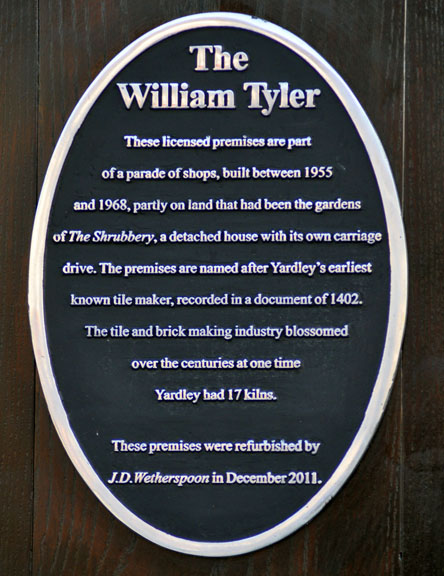 The
William Tyler
These licensed premises are part
of a parade of shops, built between 1955
and 1968, partly on land that had been the gardens
of The Shrubbery, a detached house with its own carriage
drive. The premises are named after Yardley's earliest
known tile maker, recorded in a document of 1402.
The tile and brick making industry blossomed
over the centuries at one time
Yardley had 17 kilns.
These premises were refurbished by
J.D.Wetherspoon in December 2011.